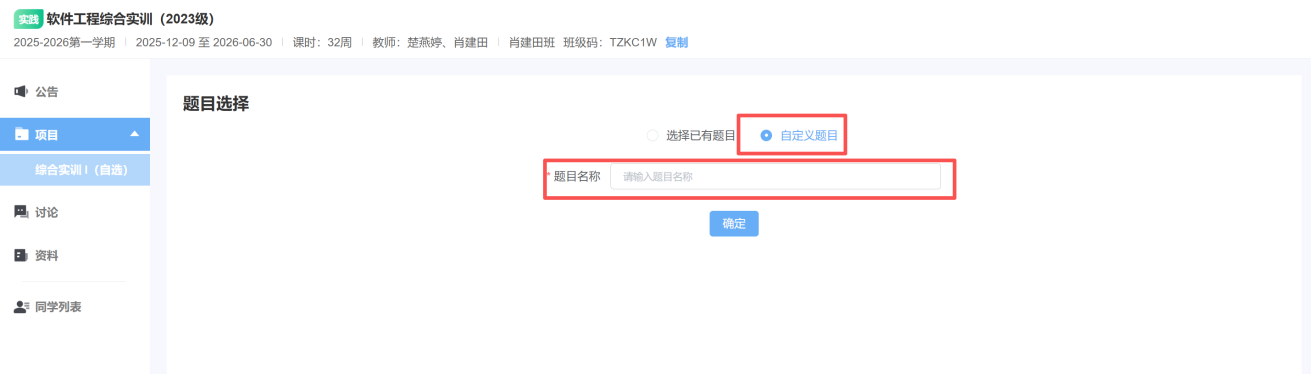 实践 软件工程综合实训（2023级）
2025-2026第一学期 2025-12-09 至 2026-06-30 课时：32周 教师：楚燕婷、肖建田 肖建田班 班级码：TZKC1W 复制
公告
项目
综合实训 I（自选）
讨论
资料
同学列表
题目选择
选择已有题目 自定义题目
* 题目名称 请输入题目名称
确定